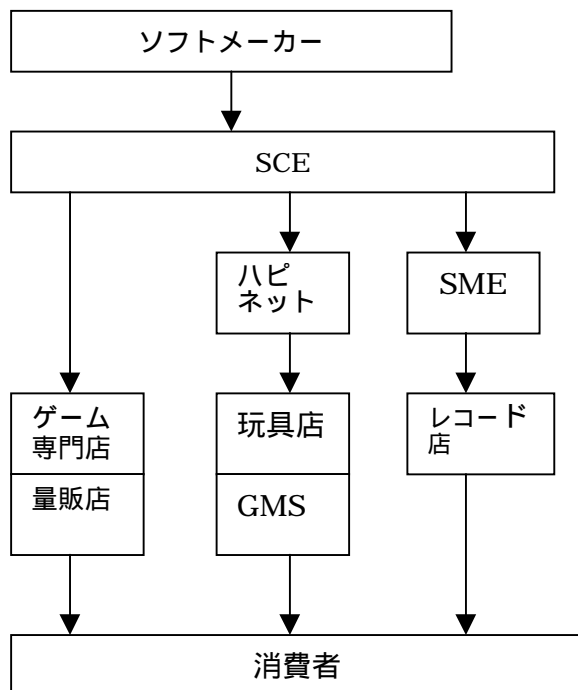 ソフトメーカー
SCE
ハピ
ネット
SME
ゲーム
専門店
玩具店
レコード
店
量販店
GMS
消費者